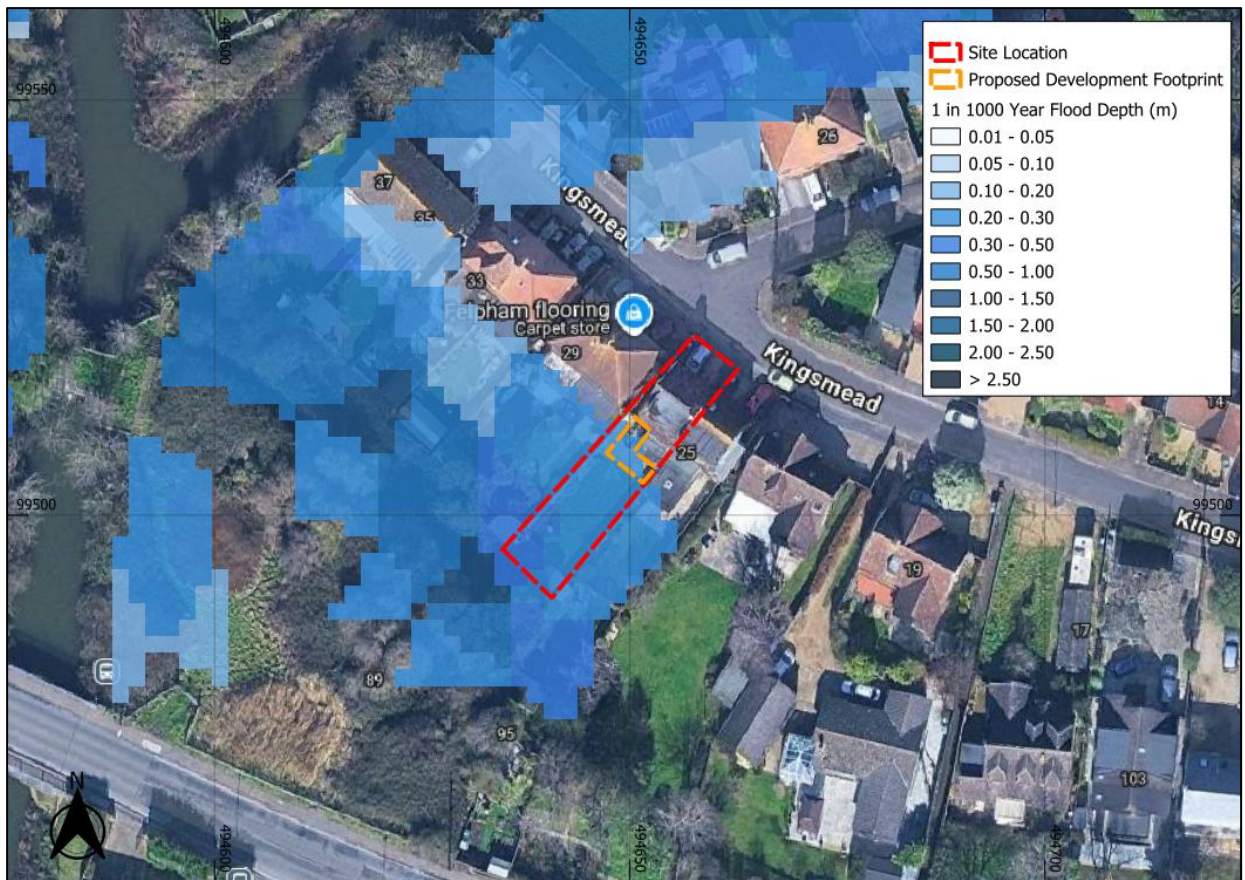 494600
494650
99550
Site Location
Proposed Development Footprint
1 in 1000 Year Flood Depth (m)
0.01 - 0.05
0.05 - 0.10
0.10 - 0.20
0.20 - 0.30
0.30 - 0.50
0.50 - 1.00
1.00 - 1.50
1.50 - 2.00
2.00 - 2.50
> 2.50
26
37
35
Kingsmead
33
Felpham flooring
Carpet store
29
Kingsmead
14
25
99500
99500
19
17
89
95
103
N
494600
494650
494700